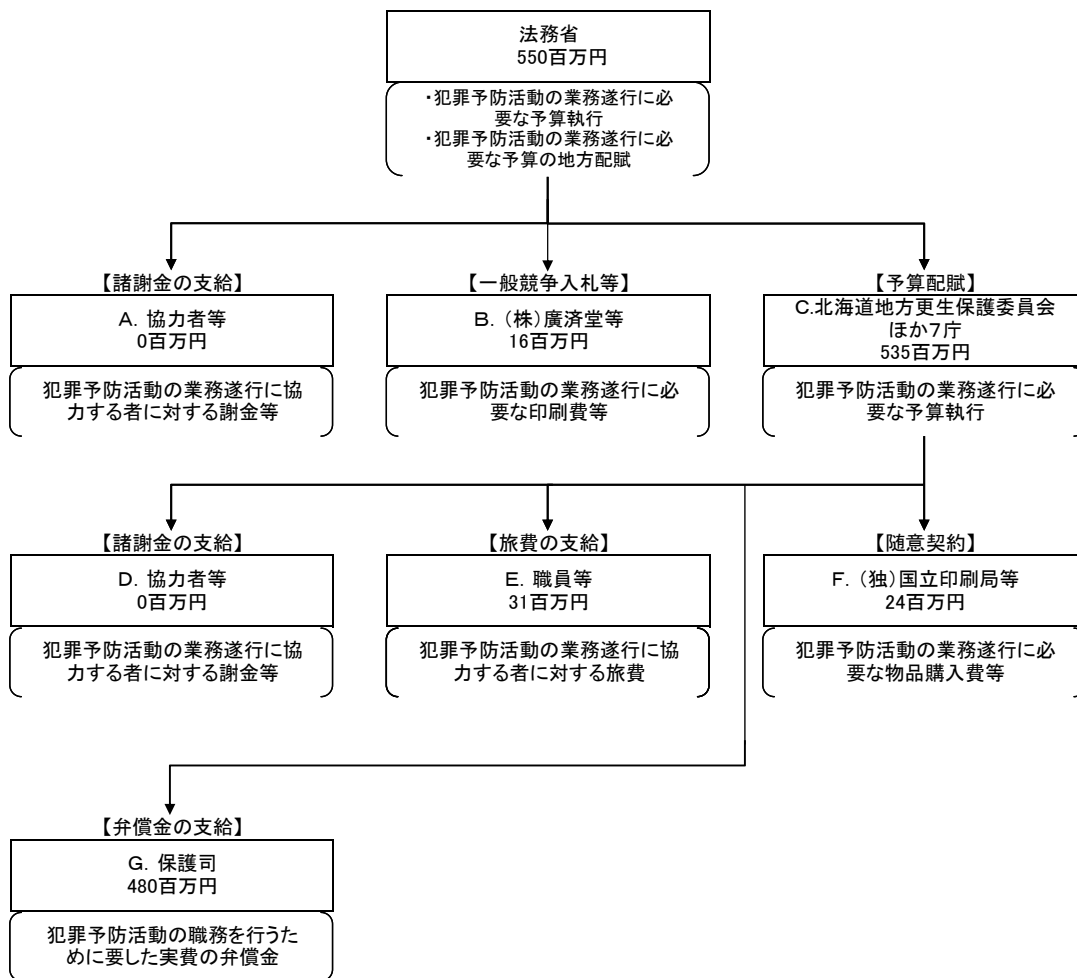 法務省
550百万円
・犯罪予防活動の業務遂行に必
要な予算執行
・犯罪予防活動の業務遂行に必
要な予算の地方配賦
【諸謝金の支給】
A. 協力者等
0百万円
犯罪予防活動の業務遂行に協
力する者に対する謝金等
【一般競争入札等】
B. (株)廣済堂等
16百万円
犯罪予防活動の業務遂行に必
要な印刷費等
【予算配賦】
C.北海道地方更生保護委員会
ほか7庁
535百万円
犯罪予防活動の業務遂行に必
要な予算執行
【諸謝金の支給】
D. 協力者等
0百万円
犯罪予防活動の業務遂行に協
力する者に対する謝金等
【旅費の支給】
E. 職員等
31百万円
犯罪予防活動の業務遂行に協
力する者に対する旅費
【随意契約】
F. (独)国立印刷局等
24百万円
犯罪予防活動の業務遂行に必
要な物品購入費等
【弁償金の支給】
G. 保護司
480百万円
犯罪予防活動の職務を行うた
めに要した実費の弁償金